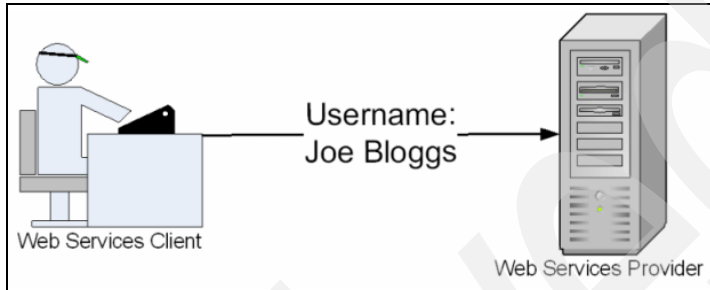 Username:
Joe Bloggs
Web Services Client
Web Services Provider